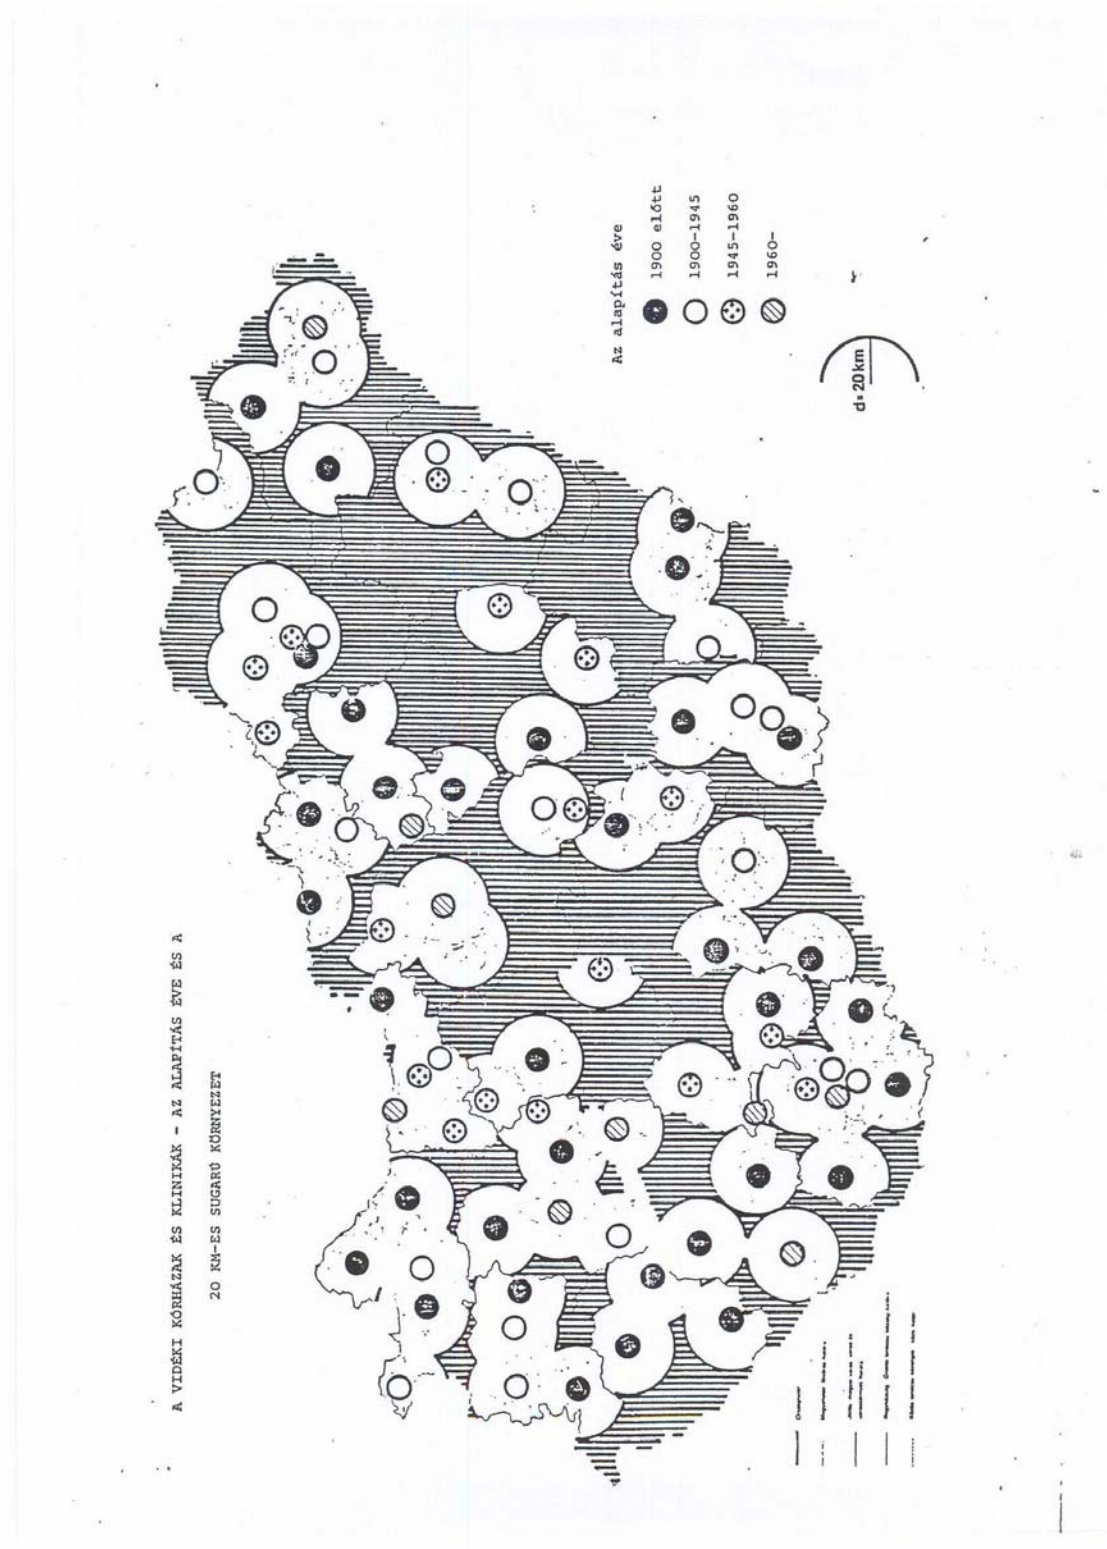 A VIDÉKI KÓRHÁZAK ÉS KLINIKÁK - AZ ALAPÍTÁS ÉVE ÉS A
20 KM-ES SUGARÚ KÖRNYEZET
Az alapítás éve
1900 előtt
1900-1945
1945-1960
1960-
d=20km